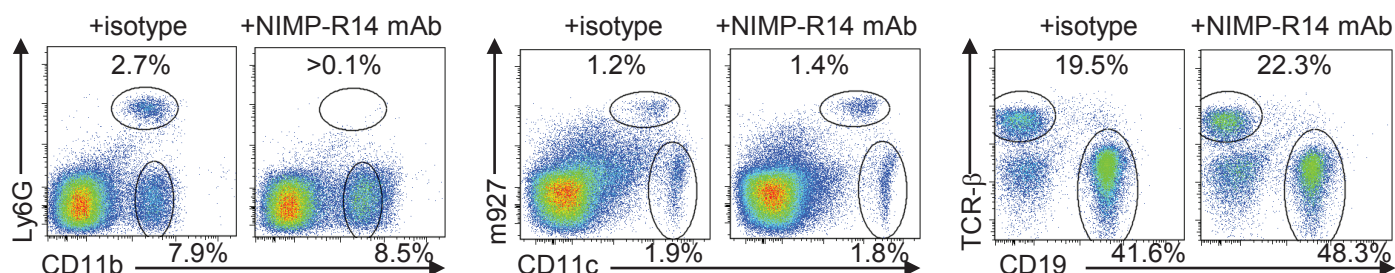 +isotype +NIMP-R14 mAb +isotype +NIMP-R14 mAb +isotype +NIMP-R14 mAb
2.7% >0.1% 1.2% 1.4% 19.5% 22.3%
Ly6G m927 TCR-β
7.9% 8.5% 1.9% 1.8% 41.6% 48.3%
CD11b CD11c CD19